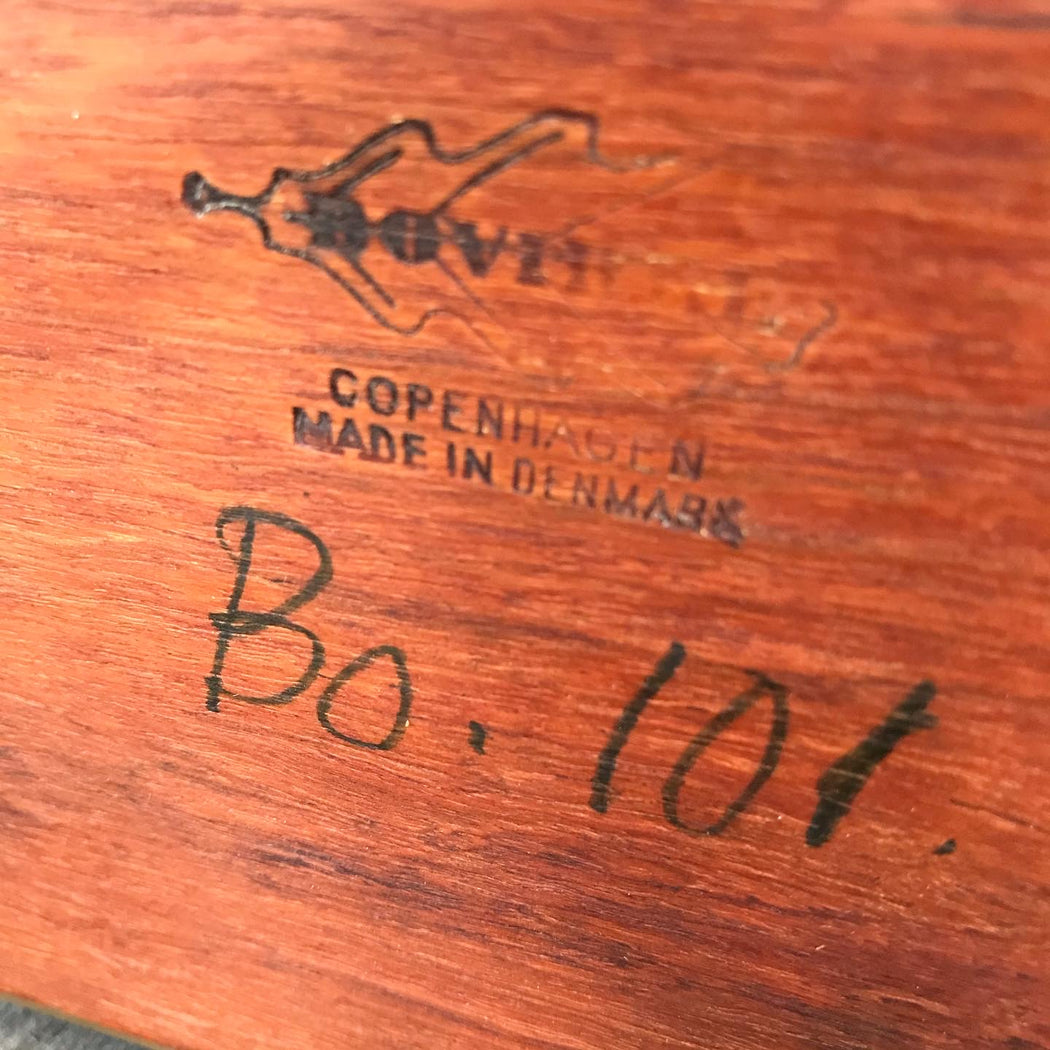 COPENHAGEN
MADE IN DENMARK
Bo. 101.